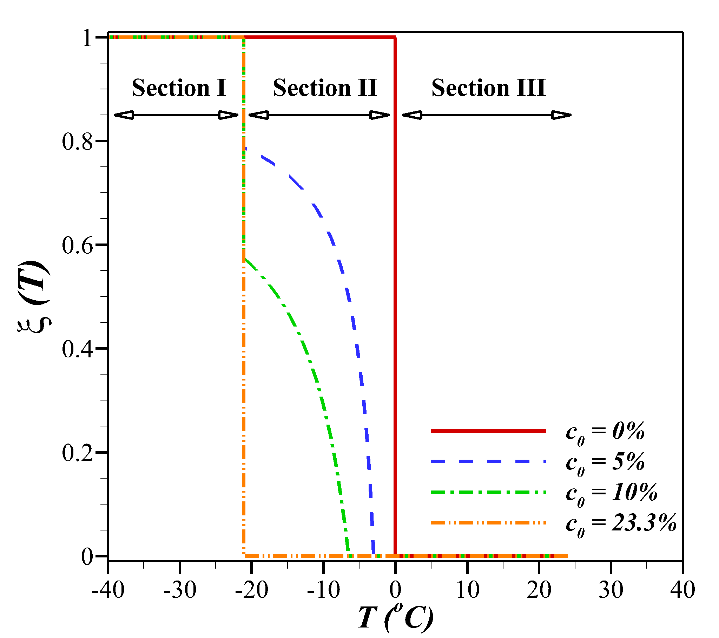 1
Section I Section II Section III
0.8
0.6
ξ (T)
0.4
c₀ = 0%
0.2
c₀ = 5%
c₀ = 10%
c₀ = 23.3%
0
-40 -30 -20 -10 0 10 20 30 40
T (°C)